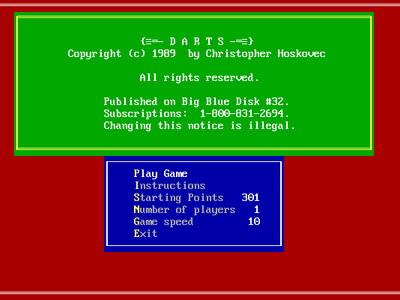 {≡=— D A R T S —=≡}
Copyright (c) 1989  by Christopher Hoskovec
All rights reserved.
Published on Big Blue Disk #32.
Subscriptions:  1-800-831-2694.
Changing this notice is illegal.
Play Game
Instructions
Starting Points   301
Number of players   1
Game speed         10
Exit